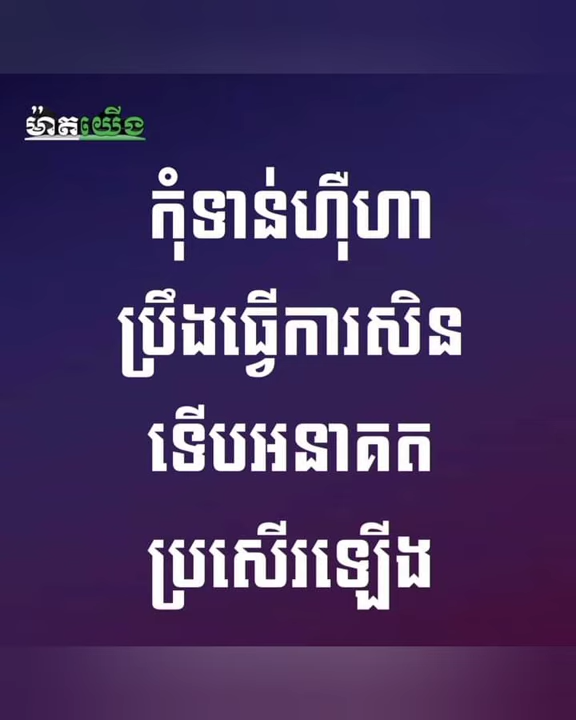 ម៉ាតយើង
កុំទាន់ហ៊ឺហា
ប្រឹងធ្វើការសិន
ទើបអនាគត
ប្រសើរឡើង